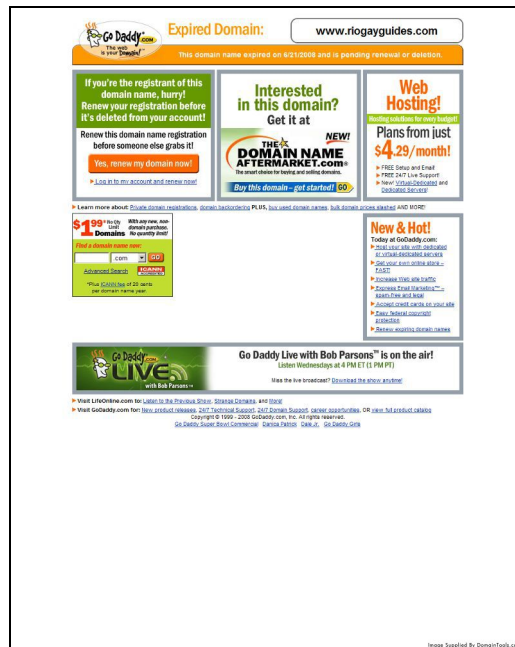 Go Daddy.com
The web
is your Domain!
Expired Domain:
www.riogayguides.com
This domain name expired on 6/21/2008 and is pending renewal or deletion.
If you're the registrant of this
domain name, hurry!
Renew your registration before
it's deleted from your account!
Renew this domain name registration
before someone else grabs it!
Yes, renew my domain now!
Log in to my account and renew now!
Interested
in this domain?
Get it at
NEW!
THE
DOMAIN NAME
AFTERMARKET.com
The smart choice for buying and selling domains.
Buy this domain – get started! GO
Web
Hosting!
Hosting solutions for every budget!
Plans from just
$4.29/month!
FREE Setup and Email
FREE 24/7 Live Support!
New! Virtual-Dedicated and
Dedicated Servers!
Learn more about: Private domain registrations, domain backordering PLUS, buy used domain names, bulk domain prices slashed AND MORE!
$1.99* No Qty Limit Domains
With any new, non-
domain purchase.
No quantity limit!
Find a domain name now:
.com GO
Advanced Search ICANN
*Plus ICANN fee of 20 cents
per domain name year.
New & Hot!
Today at GoDaddy.com:
Host your site with dedicated
or virtual-dedicated servers
Get your own online store –
FAST!
Increase Web site traffic
Express Email Marketing™ –
spam-free and legal
Accept credit cards on your site
Easy federal copyright
protection
Renew expiring domain names
Go Daddy.com
LIVE
with Bob Parsons™
Go Daddy Live with Bob Parsons™ is on the air!
Listen Wednesdays at 4 PM ET (1 PM PT)
Miss the live broadcast? Download the show anytime!
Visit LifeOnline.com to: Listen to the Previous Show, Strange Domains, and More!
Visit GoDaddy.com for: New product releases, 24/7 Technical Support, 24/7 Domain Support, career opportunities, OR view full product catalog
Copyright © 1999 - 2008 GoDaddy.com, Inc. All rights reserved.
Go Daddy Super Bowl Commercial Danica Patrick Dale Jr. Go Daddy Girls
Image Supplied By DomainTools.co